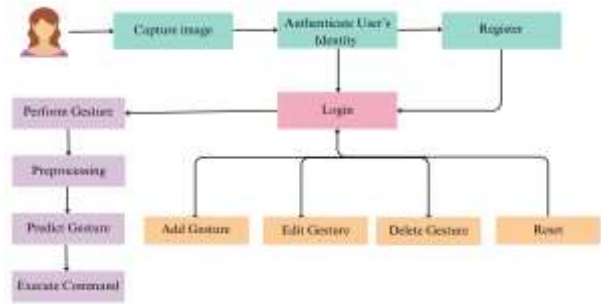 Capture image
Authenticate User's
Identity
Register
Login
Perform Gesture
Preprocessing
Predict Gesture
Execute Command
Add Gesture
Edit Gesture
Delete Gesture
Reset